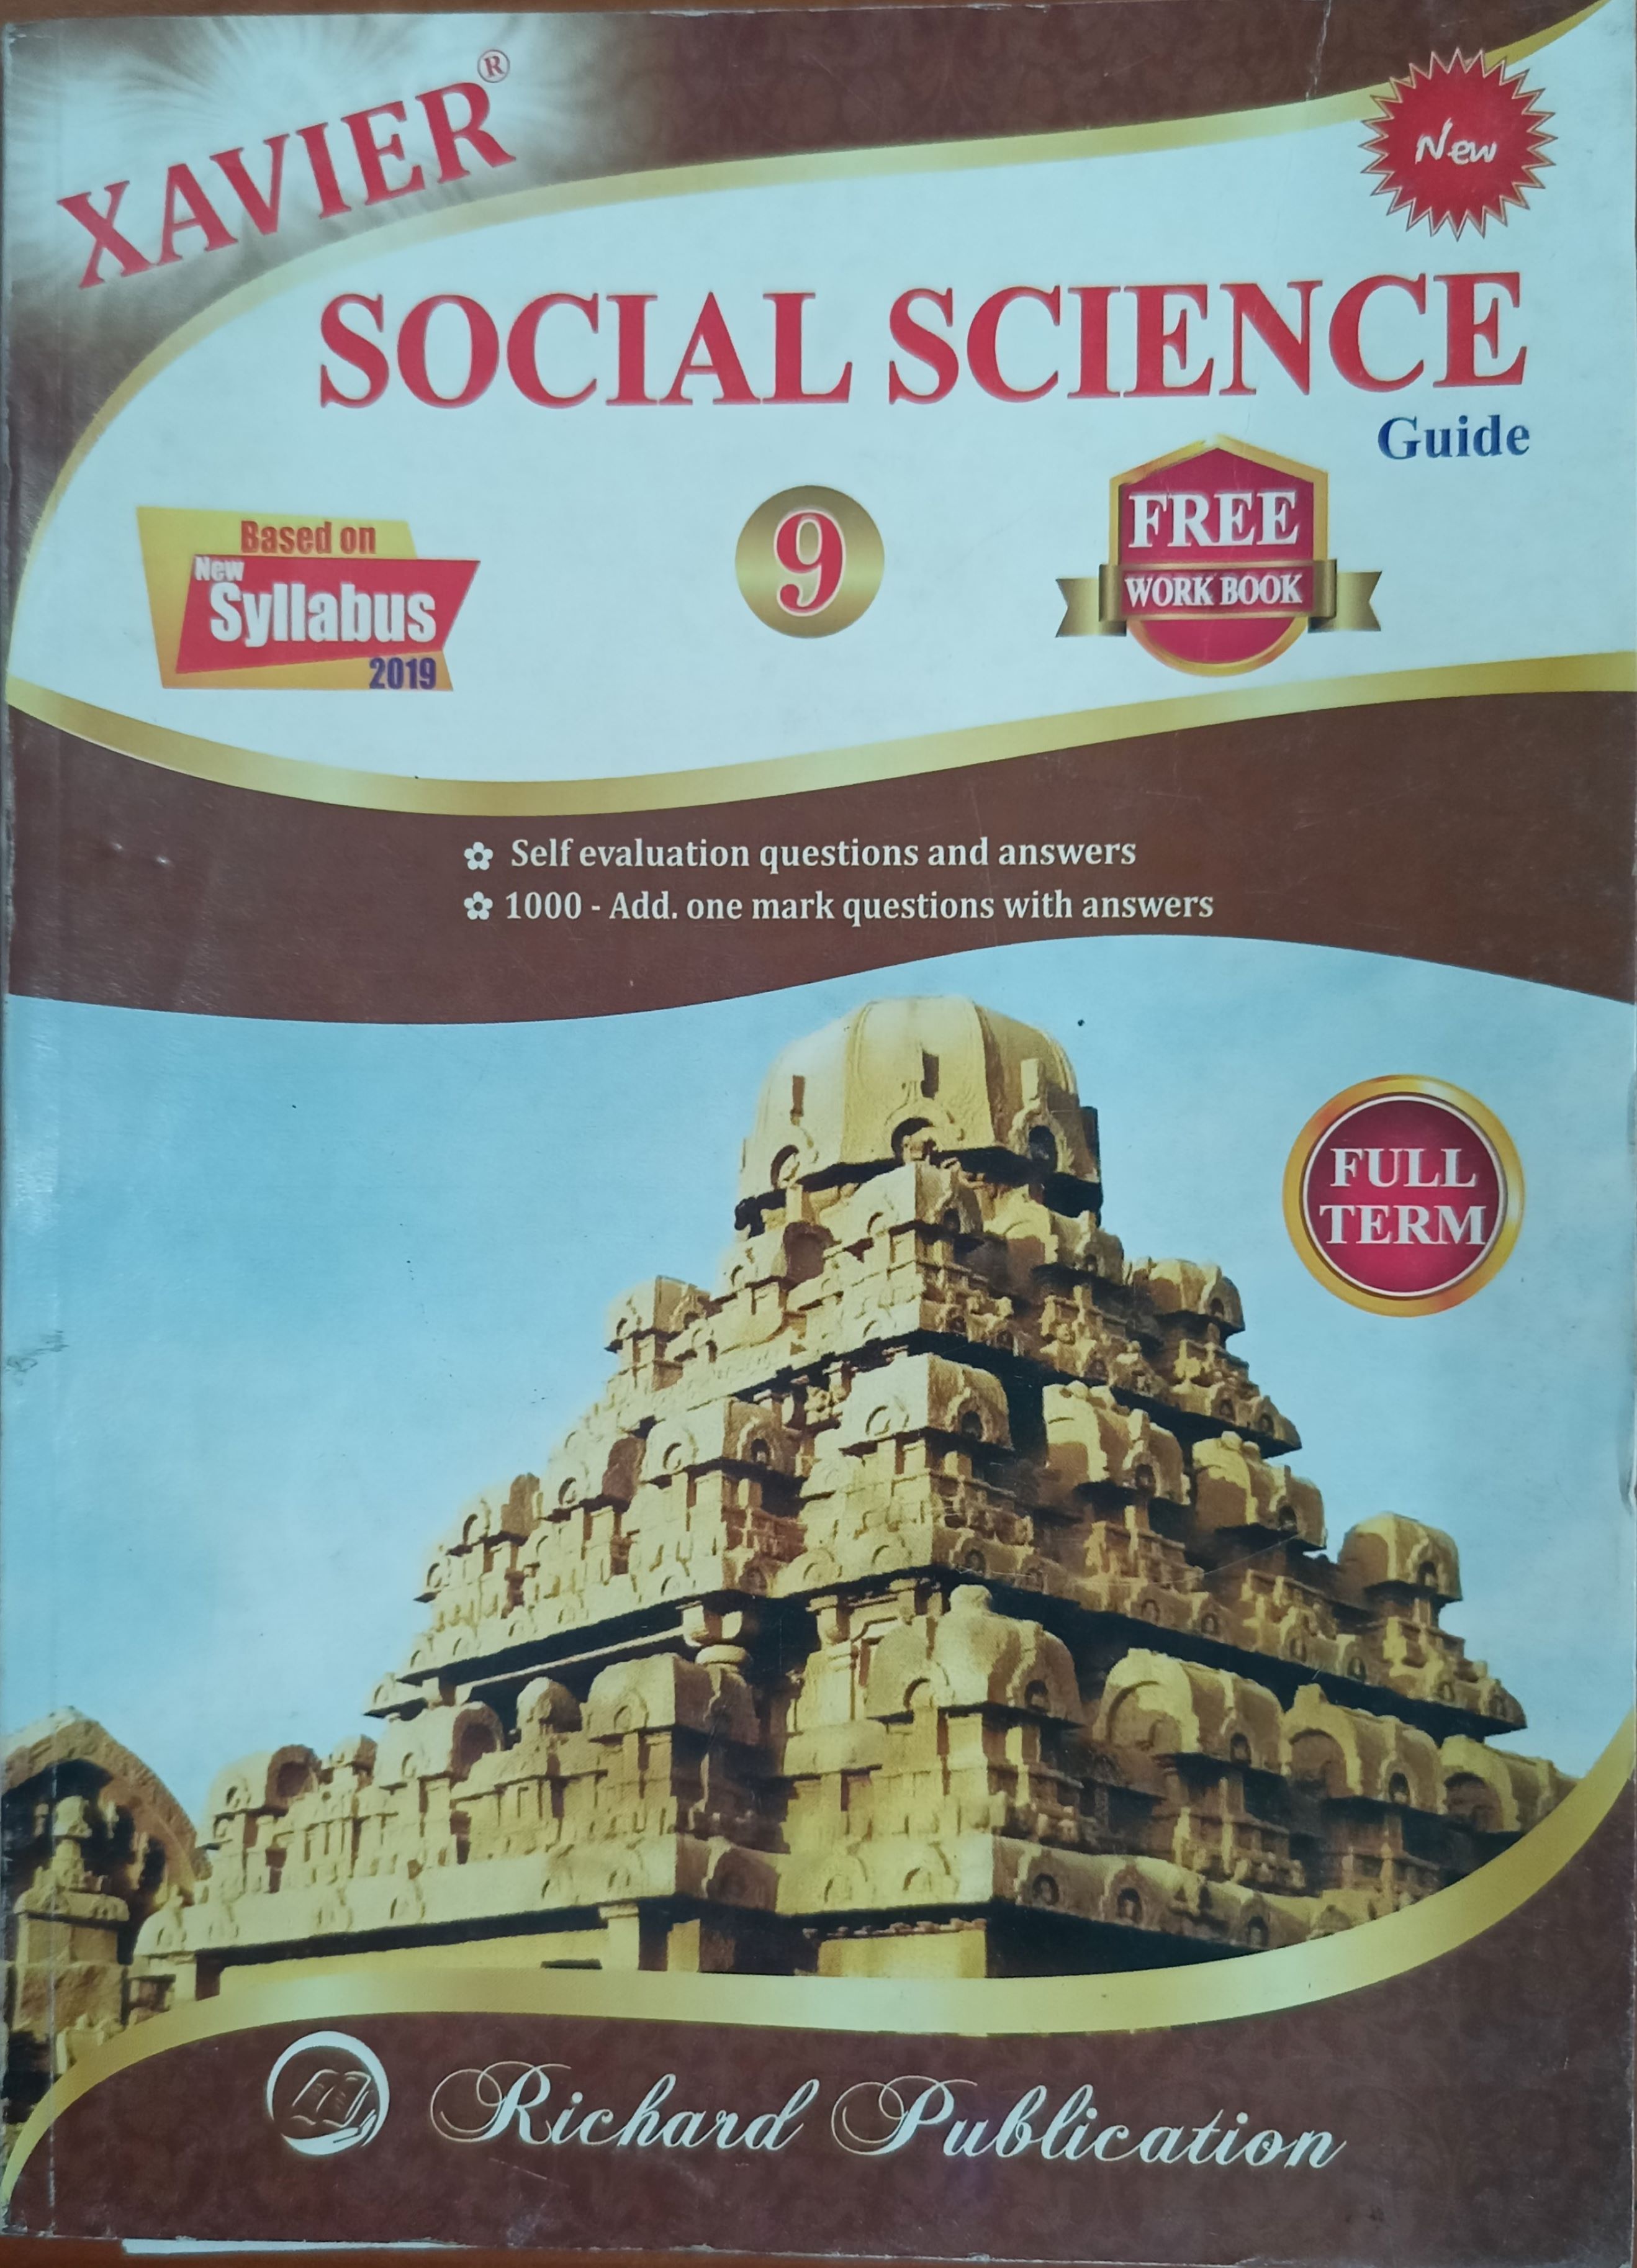 XAVIER®
New
SOCIAL SCIENCE
Guide
Based on
New
Syllabus
2019
9
FREE
WORK BOOK
✿ Self evaluation questions and answers
✿ 1000 - Add. one mark questions with answers
FULL
TERM
Richard Publication